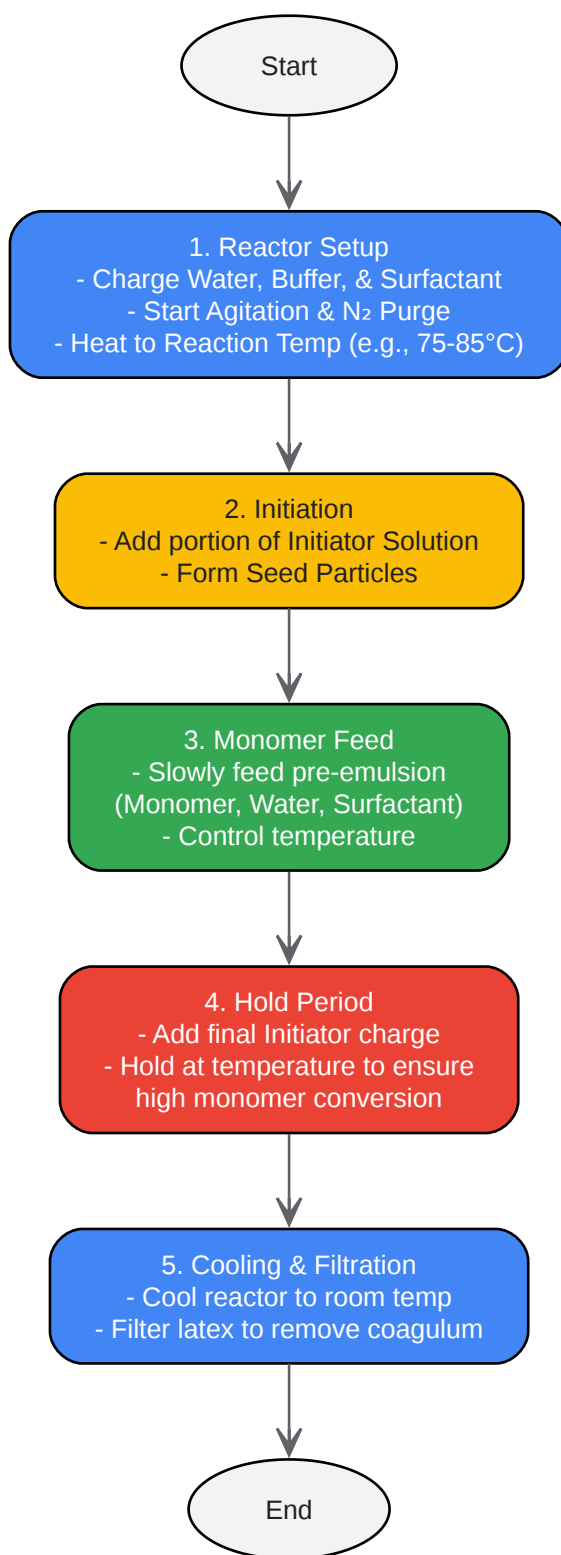 Start
1. Reactor Setup
- Charge Water, Buffer, & Surfactant
- Start Agitation & N₂ Purge
- Heat to Reaction Temp (e.g., 75-85°C)
2. Initiation
- Add portion of Initiator Solution
- Form Seed Particles
3. Monomer Feed
- Slowly feed pre-emulsion
(Monomer, Water, Surfactant)
- Control temperature
4. Hold Period
- Add final Initiator charge
- Hold at temperature to ensure
high monomer conversion
5. Cooling & Filtration
- Cool reactor to room temp
- Filter latex to remove coagulum
End